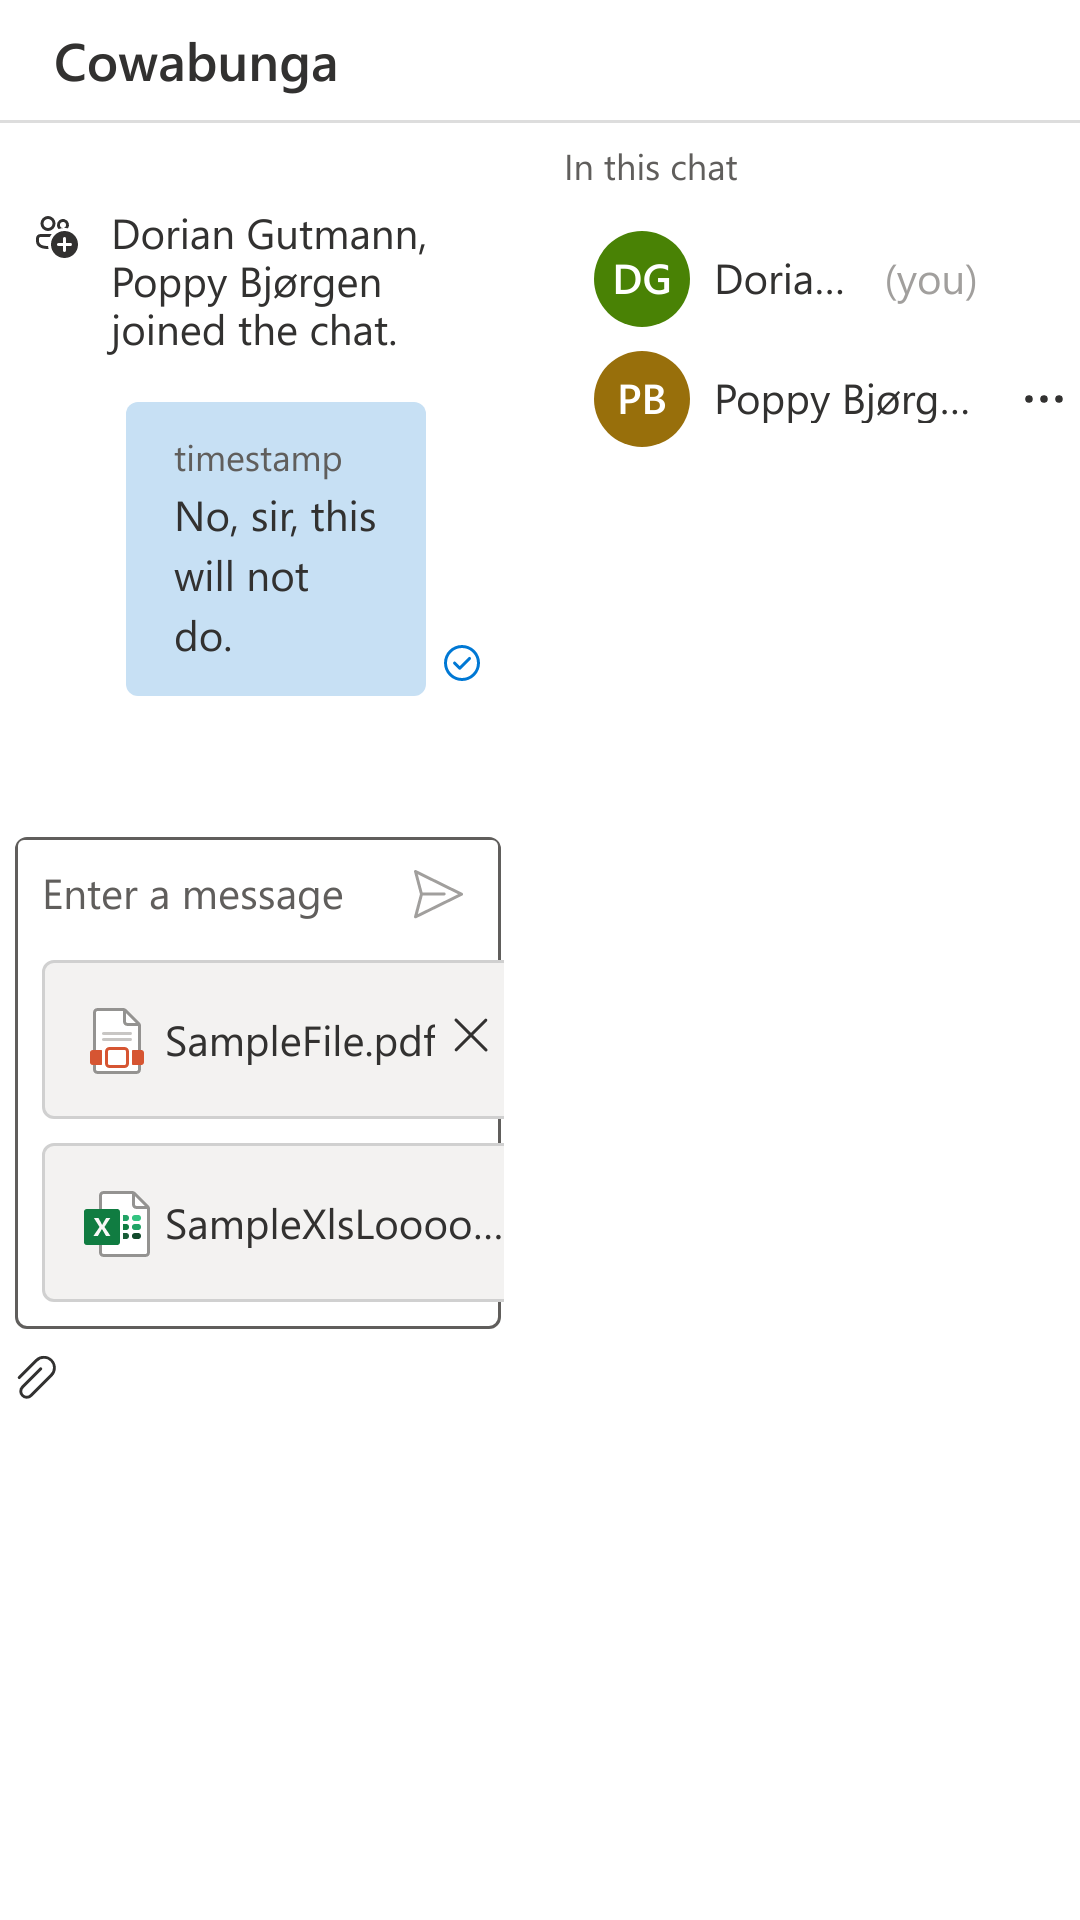 Cowabunga
Dorian Gutmann,
Poppy Bjørgen
joined the chat.
timestamp
No, sir, this
will not
do.
Enter a message
SampleFile.pdf
X
SampleXlsLoooo...
In this chat
DG
Doria... (you)
PB
Poppy Bjørg...